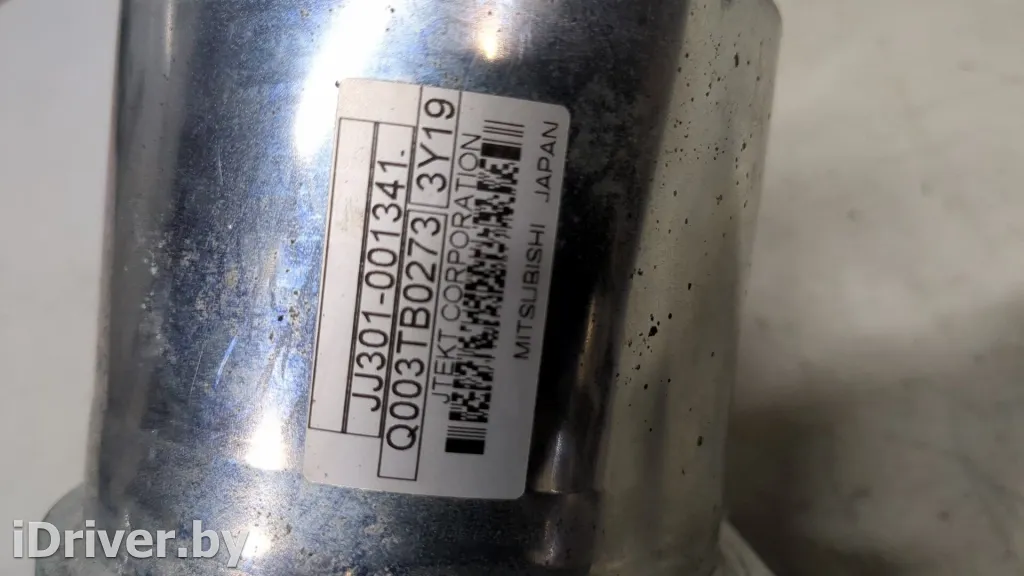 JJ301-001341.
Q003TB0273 3Y19
JTEKT CORPORATION
MITSUBISHI JAPAN
iDriver.by